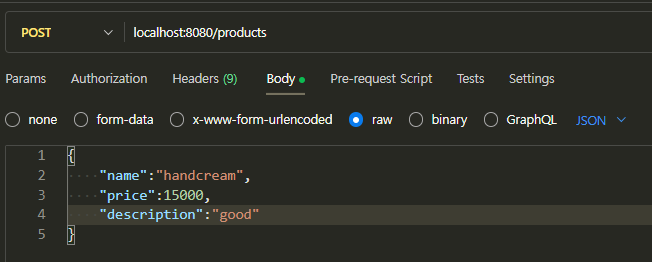 POST localhost:8080/products
Params Authorization Headers (9) Body Pre-request Script Tests Settings
none form-data x-www-form-urlencoded raw binary GraphQL JSON
1 {
2 "name":"handcream",
3 "price":15000,
4 "description":"good"
5 }